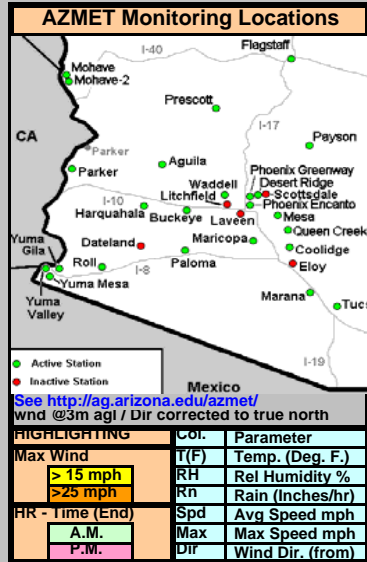 AZMET Monitoring Locations
Flagstaff
I-40
Mohave
Mohave-2
Prescott
I-17
CA
Payson
Parker
Parker
Aguila
Phoenix Greenway
Desert Ridge
Waddell
Litchfield
Scottsdale
I-10
Phoenix Encanto
Harquahala
Buckeye
Laveen
Mesa
Queen Creek
Yuma
Gila
Dateland
Maricopa
Coolidge
Roll
I-8
Paloma
Eloy
Yuma Mesa
Yuma
Valley
Marana
Tucs
I-19
Active Station
Inactive Station
Mexico
See http://ag.arizona.edu/azmet/
wnd @3m agl / Dir corrected to true north
HIGHLIGHTING
Col. Parameter
Max Wind
T(F) Temp. (Deg. F.)
> 15 mph
RH Rel Humidity %
>25 mph
Rn Rain (Inches/hr)
HR - Time (End)
Spd Avg Speed mph
A.M.
Max Max Speed mph
P.M.
Dir Wind Dir. (from)